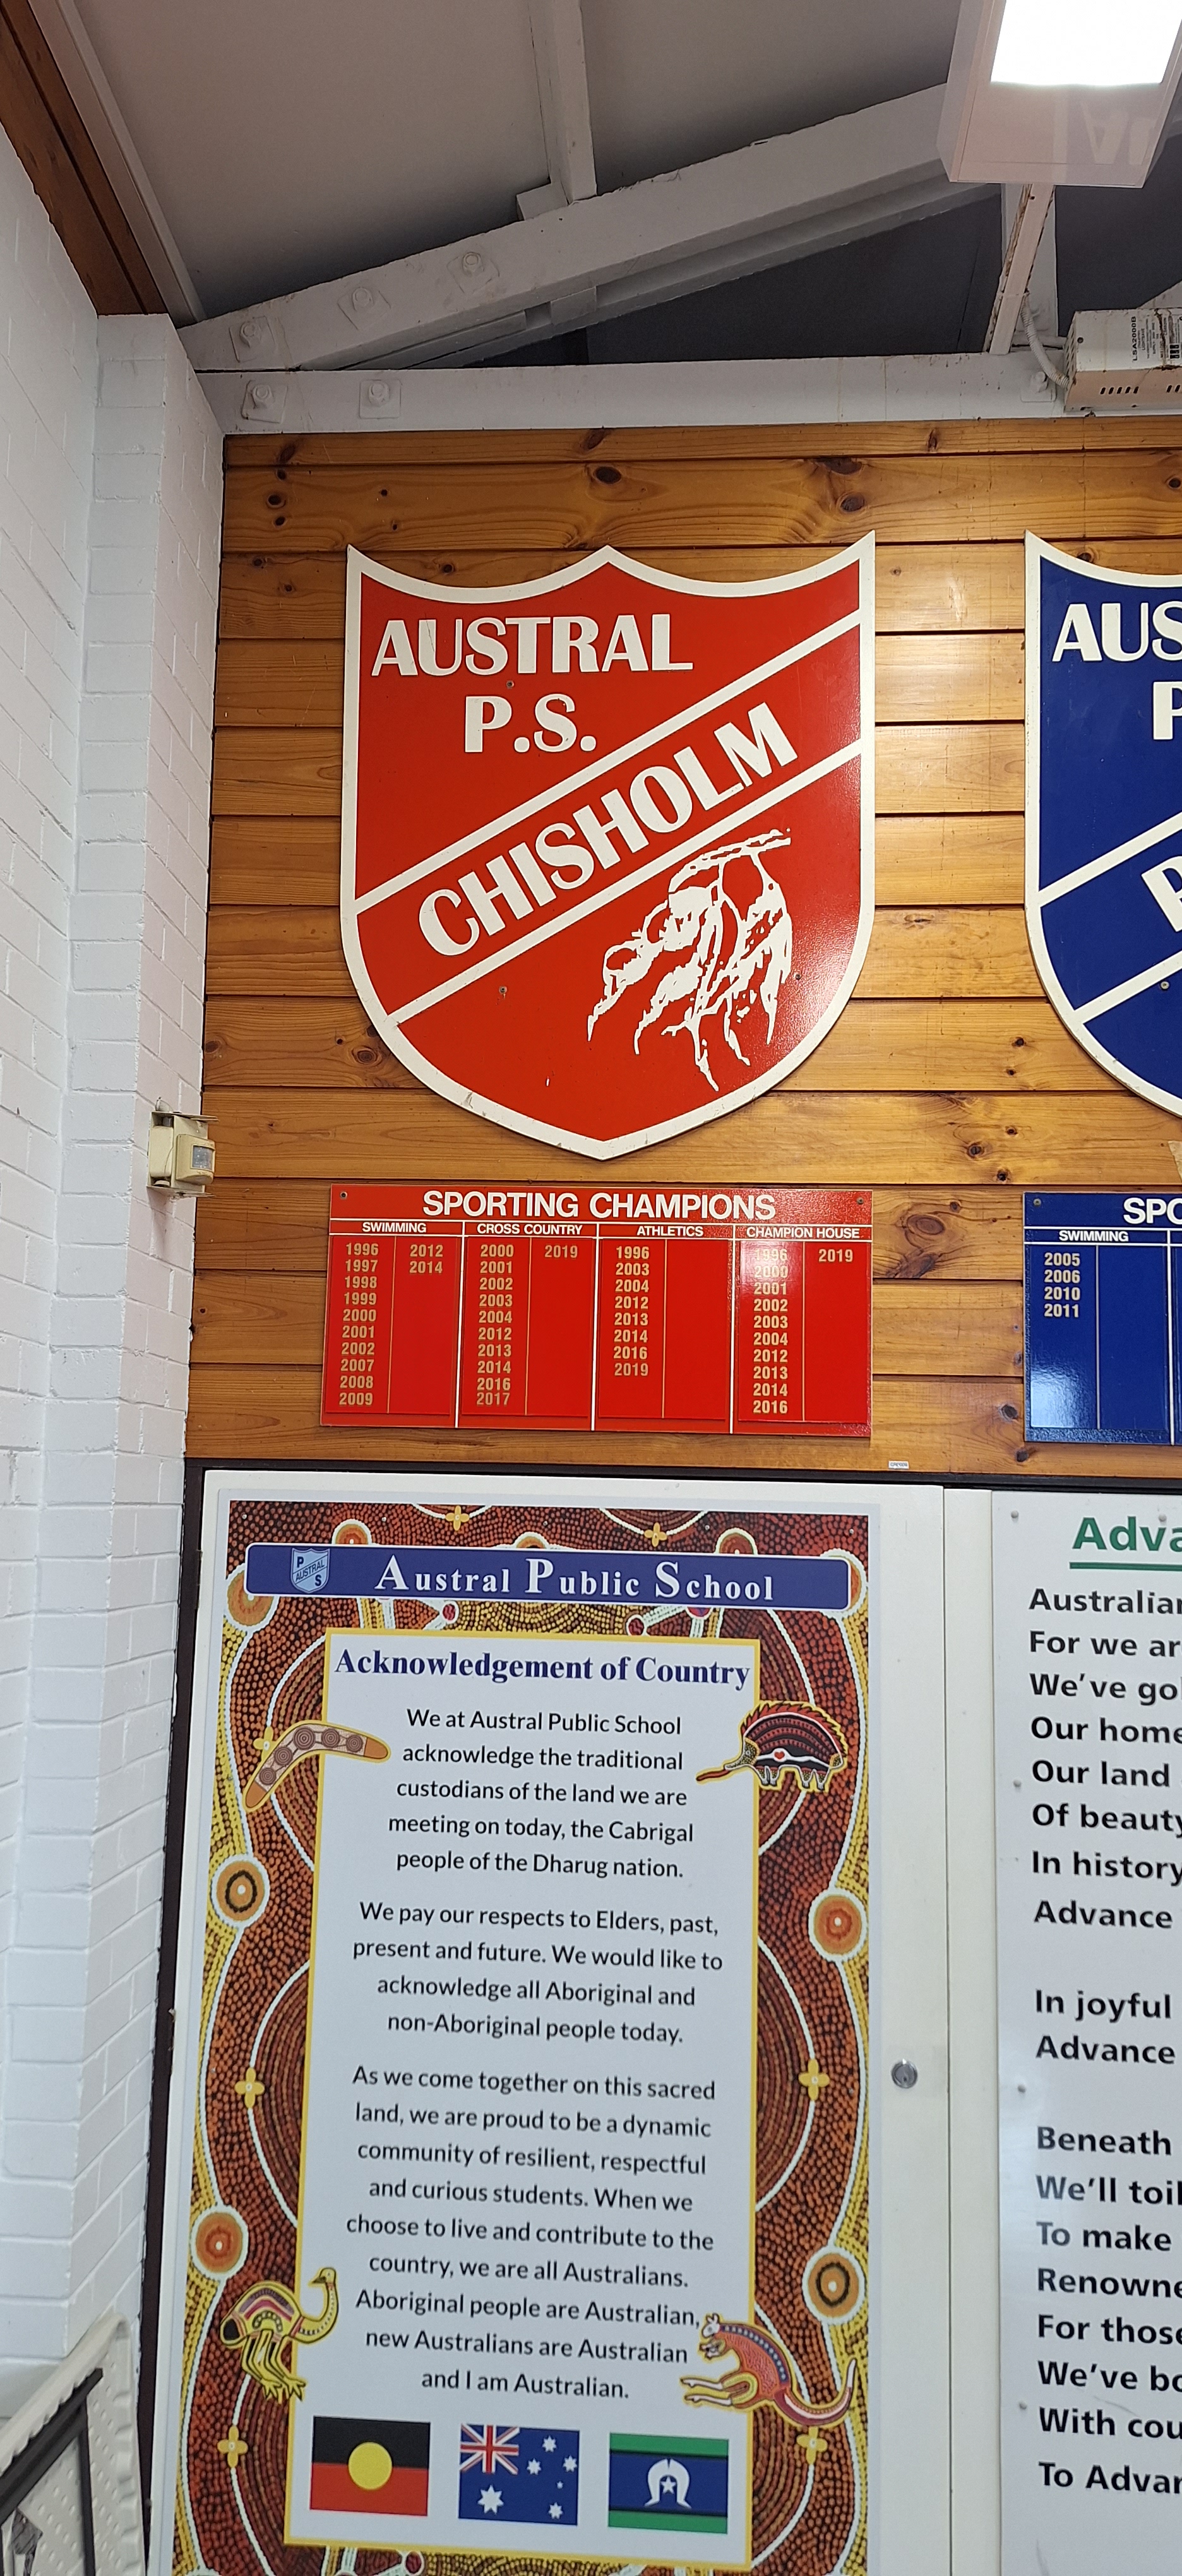 LSA2000B
AUSTRAL
P.S.
CHISHOLM
AUS
P
SPORTING CHAMPIONS
SWIMMING CROSS COUNTRY ATHLETICS CHAMPION HOUSE
1996 2012 2000 2019 1996 1996 2019
1997 2014 2001 2003 2000
1998 2002 2004 2001
1999 2003 2012 2002
2000 2004 2013 2003
2001 2012 2014 2004
2002 2013 2016 2012
2007 2014 2019 2013
2008 2016 2014
2009 2017 2016
SPO
SWIMMING
2005
2006
2010
2011
P AUSTRAL S
Austral Public School
Acknowledgement of Country
We at Austral Public School
acknowledge the traditional
custodians of the land we are
meeting on today, the Cabrigal
people of the Dharug nation.
We pay our respects to Elders, past,
present and future. We would like to
acknowledge all Aboriginal and
non-Aboriginal people today.
As we come together on this sacred
land, we are proud to be a dynamic
community of resilient, respectful
and curious students. When we
choose to live and contribute to the
country, we are all Australians.
Aboriginal people are Australian,
new Australians are Australian
and I am Australian.
Adva
Australian
For we ar
We've gol
Our home
Our land
Of beauty
In history
Advance
In joyful
Advance
Beneath
We'll toil
To make
Renowne
For those
We've bo
With cou
To Advan